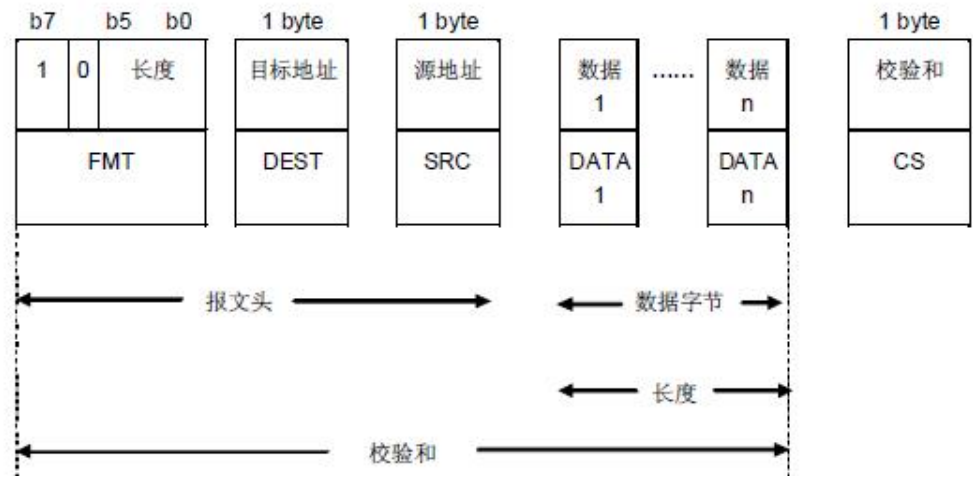 b7 b5 b0 1 byte 1 byte 1 byte
1 0 长度 目标地址 源地址 数据 …… 数据 校验和
1 n
FMT DEST SRC DATA DATA CS
1 n
报文头 数据字节
长度
校验和